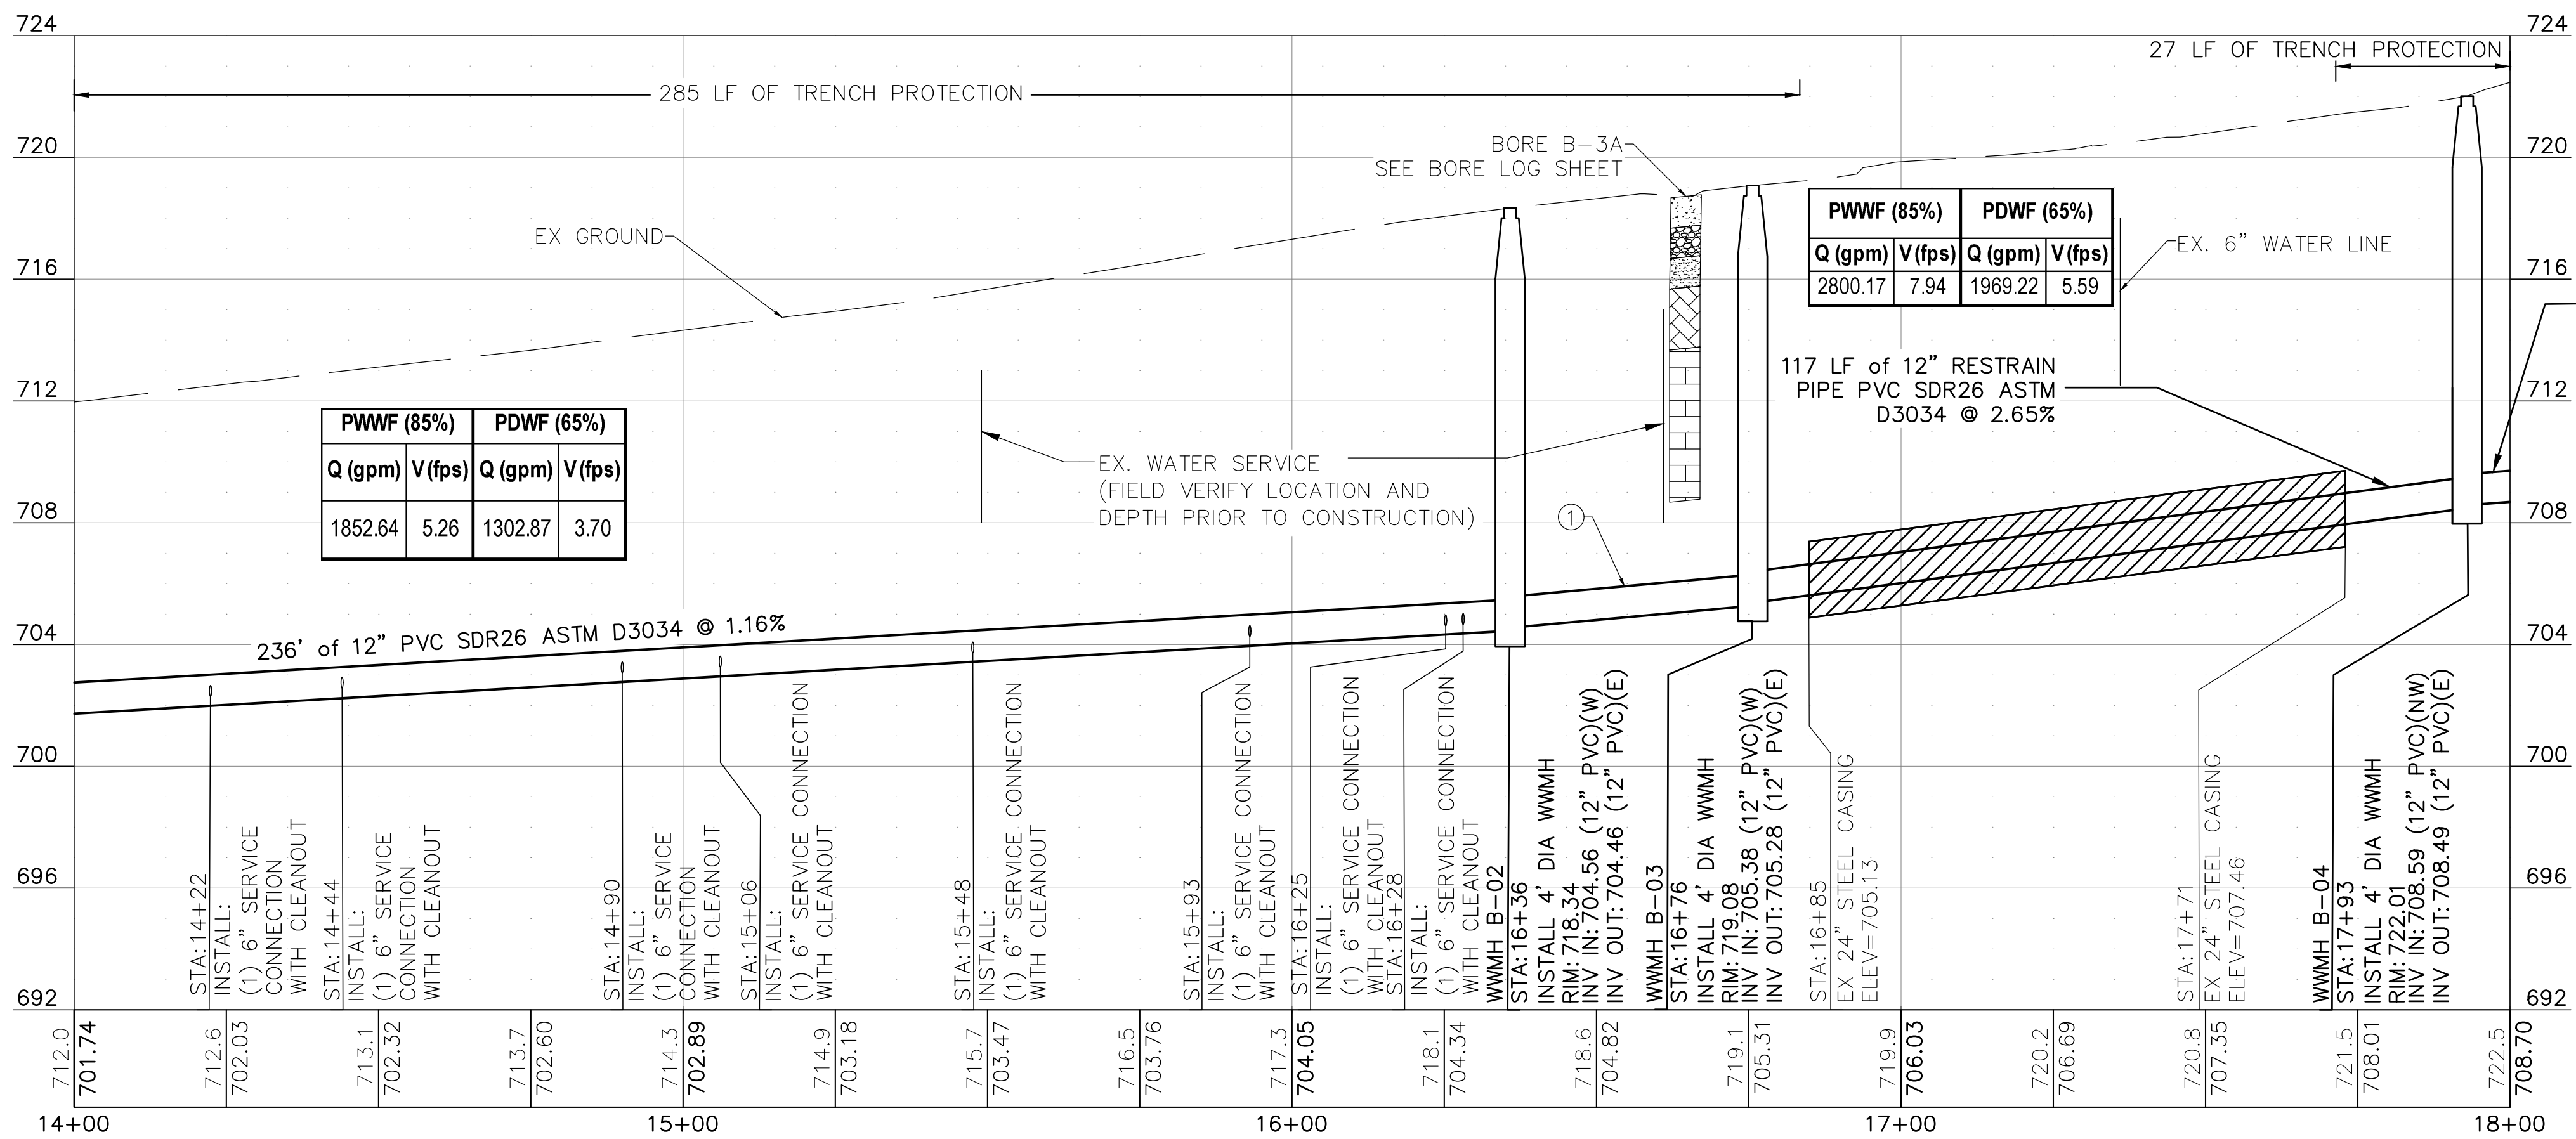 724
724
27 LF OF TRENCH PROTECTION
285 LF OF TRENCH PROTECTION
720
720
BORE B-3A
SEE BORE LOG SHEET
EX GROUND
PWWF (85%) PDWF (65%)
Q (gpm) V (fps) Q (gpm) V (fps)
2800.17 7.94 1969.22 5.59
EX. 6" WATER LINE
716
716
117 LF of 12" RESTRAIN
PIPE PVC SDR26 ASTM
D3034 @ 2.65%
712
712
PWWF (85%) PDWF (65%)
Q (gpm) V (fps) Q (gpm) V (fps)
1852.64 5.26 1302.87 3.70
EX. WATER SERVICE
(FIELD VERIFY LOCATION AND
DEPTH PRIOR TO CONSTRUCTION)
1
708
708
236' of 12" PVC SDR26 ASTM D3034 @ 1.16%
704
704
700
700
696
696
692
692
STA:14+22
INSTALL:
(1) 6" SERVICE
CONNECTION
WITH CLEANOUT
STA:14+44
INSTALL:
(1) 6" SERVICE
CONNECTION
WITH CLEANOUT
STA:14+90
INSTALL:
(1) 6" SERVICE
CONNECTION
WITH CLEANOUT
STA:15+06
INSTALL:
(1) 6" SERVICE CONNECTION
WITH CLEANOUT
STA:15+48
INSTALL:
(1) 6" SERVICE CONNECTION
WITH CLEANOUT
STA:15+93
INSTALL:
(1) 6" SERVICE CONNECTION
WITH CLEANOUT
STA:16+25
INSTALL:
(1) 6" SERVICE CONNECTION
WITH CLEANOUT
STA:16+28
INSTALL:
(1) 6" SERVICE CONNECTION
WITH CLEANOUT
WWMH B-02
STA:16+36
INSTALL 4' DIA WWMH
RIM:718.34
INV IN:704.56 (12" PVC)(W)
INV OUT:704.46 (12" PVC)(E)
WWMH B-03
STA:16+76
INSTALL 4' DIA WWMH
RIM:719.08
INV IN:705.38 (12" PVC)(W)
INV OUT:705.28 (12" PVC)(E)
STA:16+85
EX 24" STEEL CASING
ELEV=705.13
STA:17+71
EX 24" STEEL CASING
ELEV=707.46
WWMH B-04
STA:17+93
INSTALL 4' DIA WWMH
RIM:722.01
INV IN:708.59 (12" PVC)(NW)
INV OUT:708.49 (12" PVC)(E)
712.0
701.74
712.6
702.03
713.1
702.32
713.7
702.60
714.3
702.89
714.9
703.18
715.7
703.47
716.5
703.76
717.3
704.05
718.1
704.34
718.6
704.82
719.1
705.31
719.9
706.03
720.2
706.69
720.8
707.35
721.5
708.01
722.5
708.70
14+00
15+00
16+00
17+00
18+00